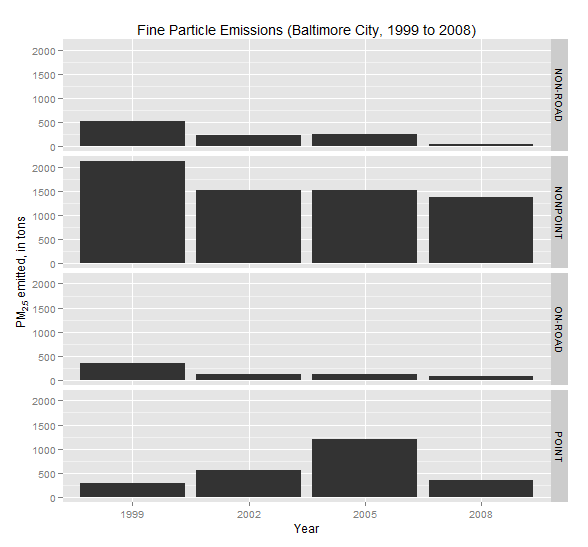 Fine Particle Emissions (Baltimore City, 1999 to 2008)
PM25 emitted, in tons
2000
1500
1000
500
0
NON-ROAD
2000
1500
1000
500
0
NONPOINT
2000
1500
1000
500
0
ON-ROAD
2000
1500
1000
500
0
POINT
1999 2002 2005 2008
Year